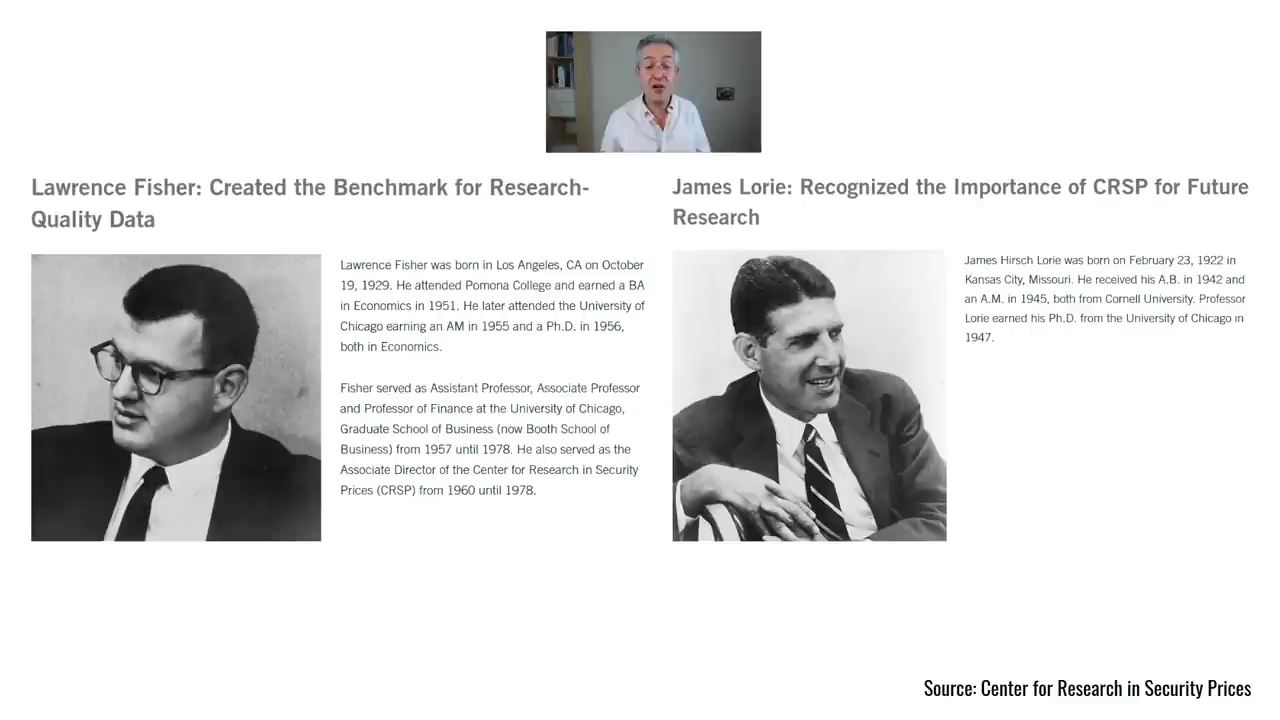 Lawrence Fisher: Created the Benchmark for Research-
Quality Data
Lawrence Fisher was born in Los Angeles, CA on October
19, 1929. He attended Pomona College and earned a BA
in Economics in 1951. He later attended the University of
Chicago earning an AM in 1955 and a Ph.D. in 1956,
both in Economics.
Fisher served as Assistant Professor, Associate Professor
and Professor of Finance at the University of Chicago,
Graduate School of Business (now Booth School of
Business) from 1957 until 1978. He also served as the
Associate Director of the Center for Research in Security
Prices (CRSP) from 1960 until 1978.
James Lorie: Recognized the Importance of CRSP for Future
Research
James Hirsch Lorie was born on February 23, 1922 in
Kansas City, Missouri. He received his A.B. in 1942 and
an A.M. in 1945, both from Cornell University. Professor
Lorie earned his Ph.D. from the University of Chicago in
1947.
Source: Center for Research in Security Prices